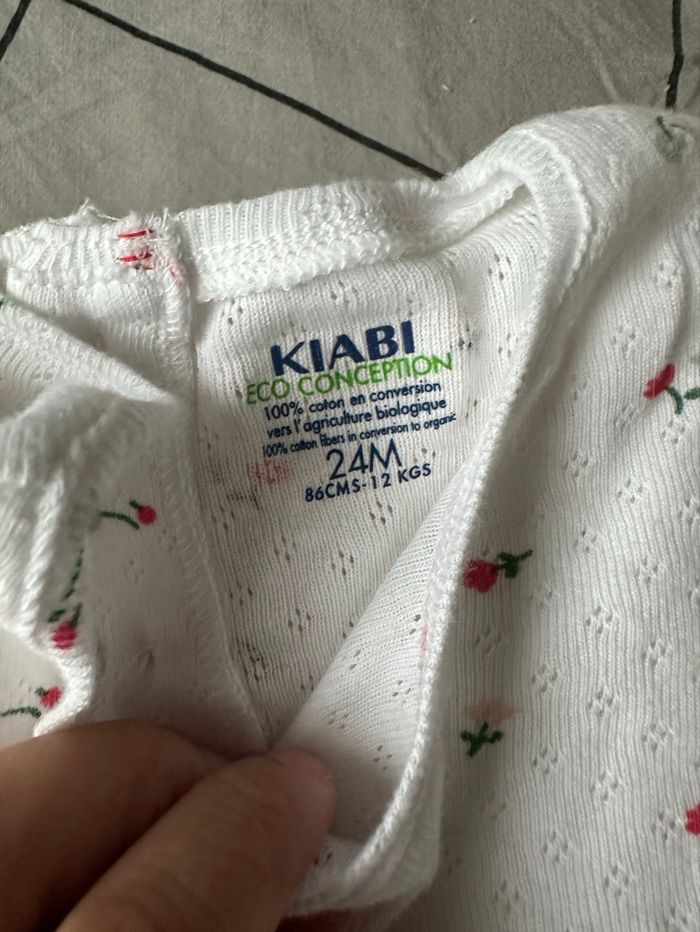 KIABI
ECO CONCEPTION
100% coton en conversion
vers l'agriculture biologique
100% cotton fibers in conversion to organic
24M
86CMS-12 KGS